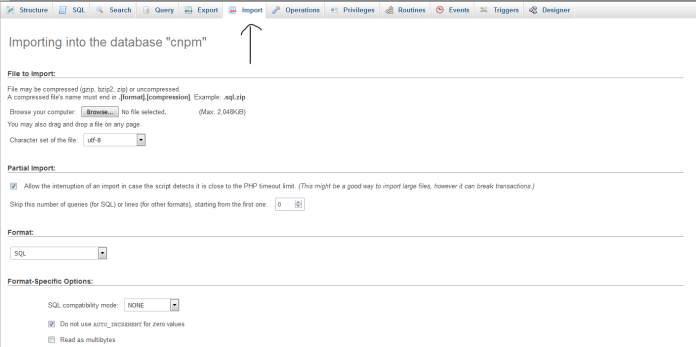 Structure SQL Search Query Export Import Operations Privileges Routines Events Triggers Designer
Importing into the database "cnpm"
File to Import:
File may be compressed (gzip, bzip2, zip) or uncompressed.
A compressed file's name must end in .[format].[compression]. Example: .sql.zip
Browse your computer: Browse... No file selected. (Max: 2,048KiB)
You may also drag and drop a file on any page.
Character set of the file: utf-8
Partial Import:
Allow the interruption of an import in case the script detects it is close to the PHP timeout limit. (This might be a good way to import large files, however it can break transactions.)
Skip this number of queries (for SQL) or lines (for other formats), starting from the first one: 0
Format:
SQL
Format-Specific Options:
SQL compatibility mode: NONE
Do not use AUTO_INCREMENT for zero values
Read as multibytes